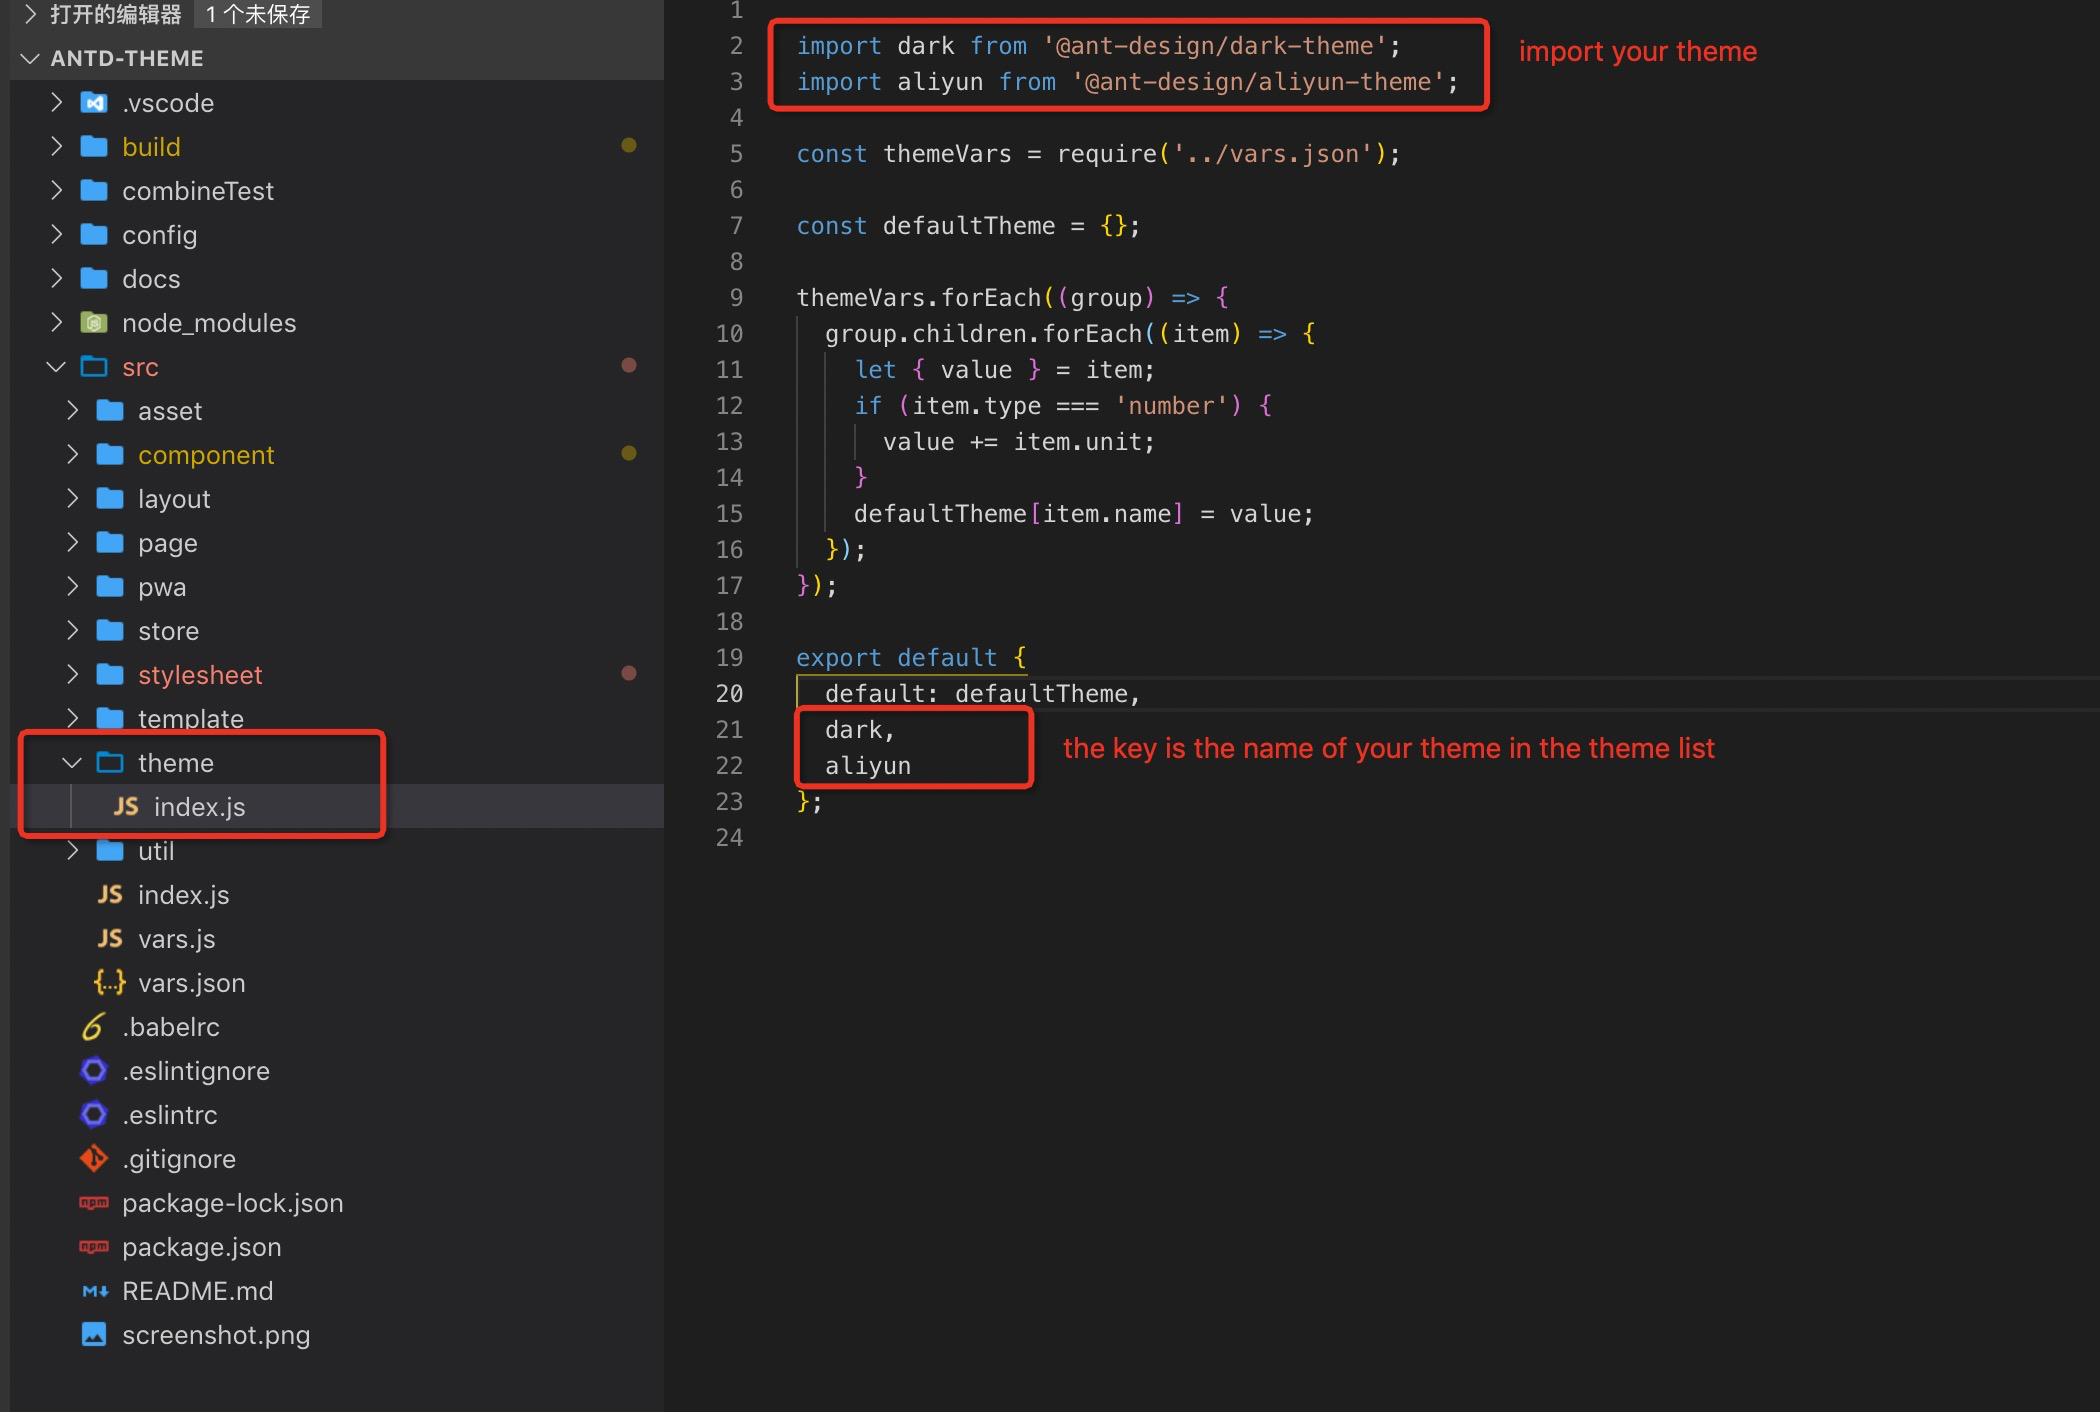 打开的编辑器 1 个未保存
ANTD-THEME
.vscode
build
combineTest
config
docs
node_modules
src
asset
component
layout
page
pwa
store
stylesheet
template
theme
JS index.js
util
JS index.js
JS vars.js
{...} vars.json
.babelrc
.eslintignore
.eslintrc
.gitignore
npm package-lock.json
npm package.json
M↓ README.md
screenshot.png
1
2 import dark from '@ant-design/dark-theme';
3 import aliyun from '@ant-design/aliyun-theme';
import your theme
4
5 const themeVars = require('../vars.json');
6
7 const defaultTheme = {};
8
9 themeVars.forEach((group) => {
10 group.children.forEach((item) => {
11 let { value } = item;
12 if (item.type === 'number') {
13 value += item.unit;
14 }
15 defaultTheme[item.name] = value;
16 });
17 });
18
19 export default {
20 default: defaultTheme,
21 dark,
the key is the name of your theme in the theme list
22 aliyun
23 };
24